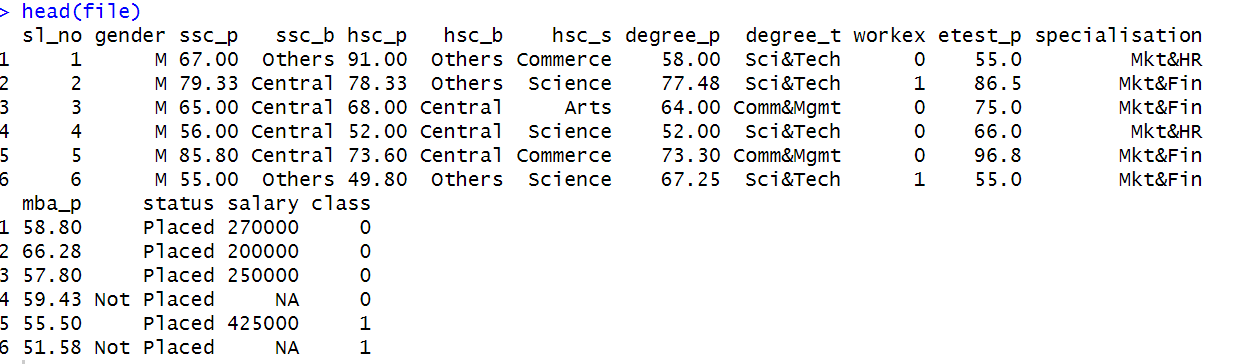 > head(file)
sl_no gender ssc_p ssc_b hsc_p hsc_b hsc_s degree_p degree_t workex etest_p specialisation
1 1 M 67.00 Others 91.00 Others Commerce 58.00 Sci&Tech 0 55.0 Mkt&HR
2 2 M 79.33 Central 78.33 Others Science 77.48 Sci&Tech 1 86.5 Mkt&Fin
3 3 M 65.00 Central 68.00 Central Arts 64.00 Comm&Mgmt 0 75.0 Mkt&Fin
4 4 M 56.00 Central 52.00 Central Science 52.00 Sci&Tech 0 66.0 Mkt&HR
5 5 M 85.80 Central 73.60 Central Commerce 73.30 Comm&Mgmt 0 96.8 Mkt&Fin
6 6 M 55.00 Others 49.80 Others Science 67.25 Sci&Tech 1 55.0 Mkt&Fin
mba_p status salary class
1 58.80 Placed 270000 0
2 66.28 Placed 200000 0
3 57.80 Placed 250000 0
4 59.43 Not Placed NA 0
5 55.50 Placed 425000 1
6 51.58 Not Placed NA 1